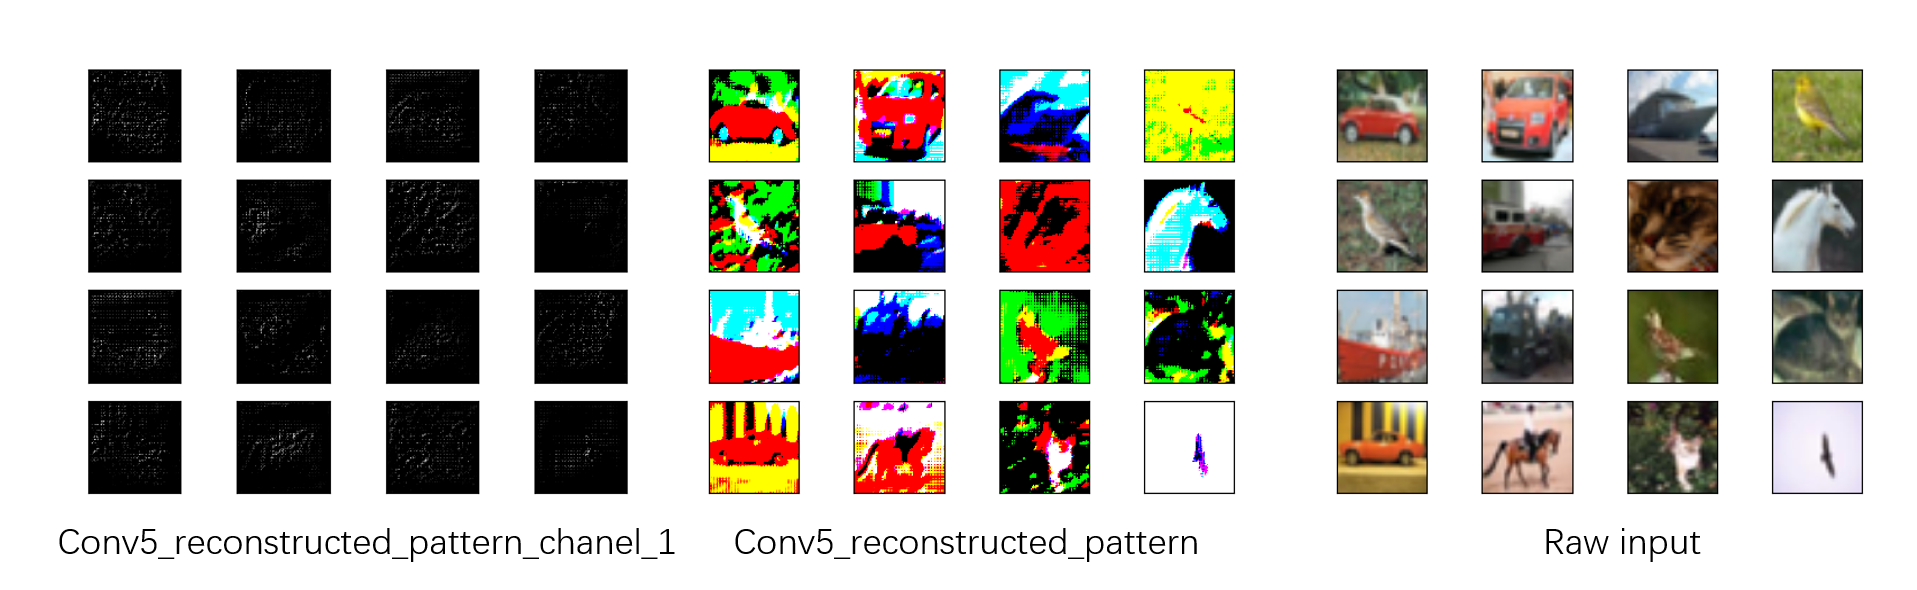 Conv5_reconstructed_pattern_chanel_1
Conv5_reconstructed_pattern
Raw input